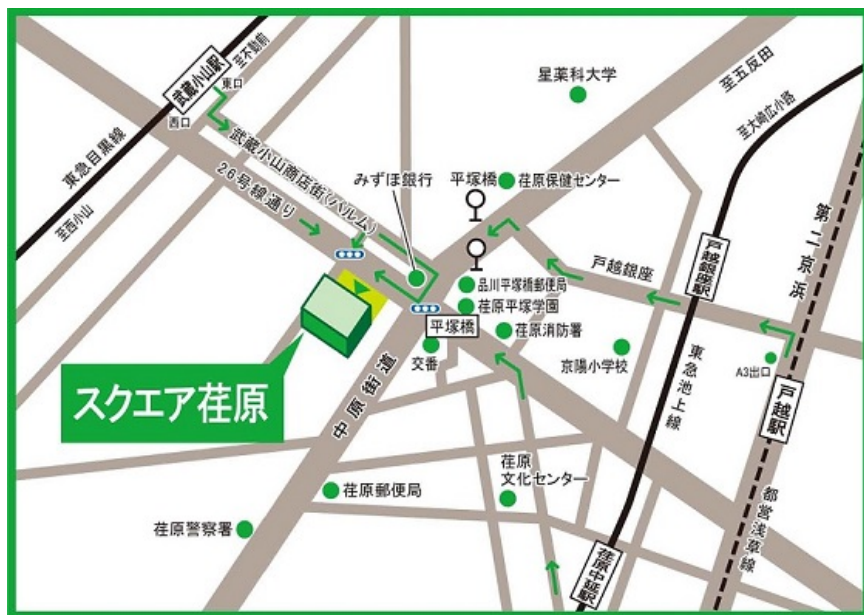 武蔵小山駅
東口
西口
至不動前
東急目黒線
至西小山
武蔵小山商店街(パルム)
26号線通り
みずほ銀行
平塚橋
荏原保健センター
星薬科大学
至五反田
至大崎広小路
第二京浜
戸越銀座
戸越銀座駅
品川平塚橋郵便局
荏原平塚学園
平塚橋
荏原消防署
交番
京陽小学校
東急池上線
A3出口
戸越駅
都営浅草線
スクエア荏原
中原街道
荏原
文化センター
荏原郵便局
荏原警察署
荏原中延駅